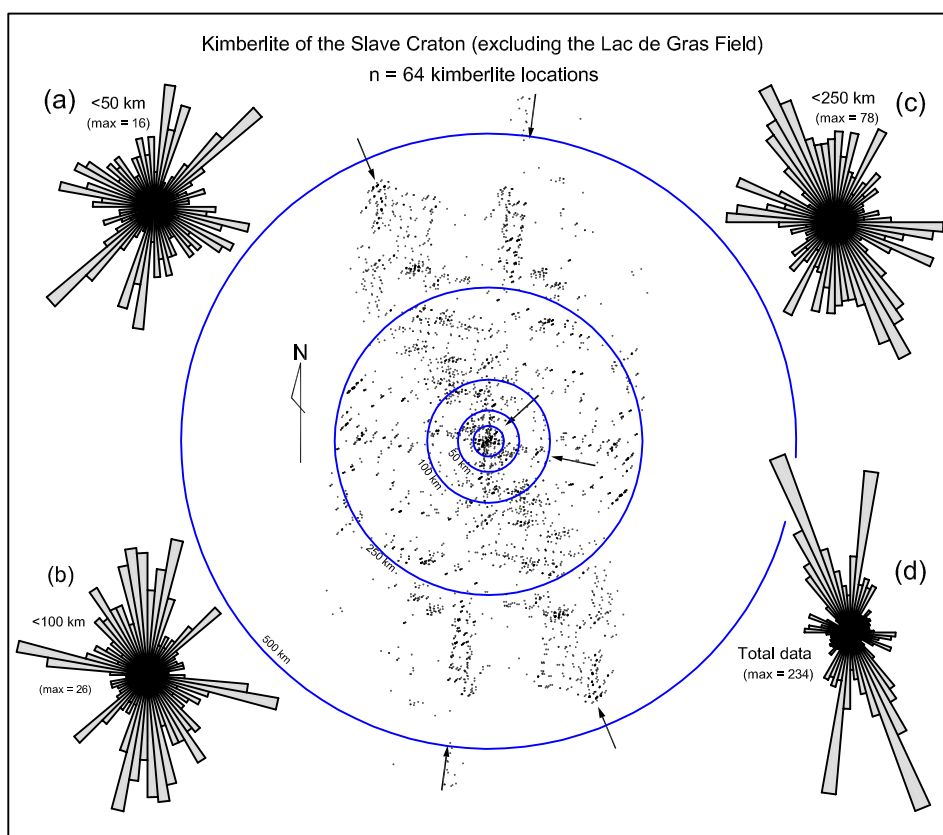 Kimberlite of the Slave Craton (excluding the Lac de Gras Field)
n = 64 kimberlite locations
(a)
<50 km
(max = 16)
(c)
<250 km
(max = 78)
N
50 km
100 km
250 km
500 km
(b)
<100 km
(max = 26)
(d)
Total data
(max = 234)